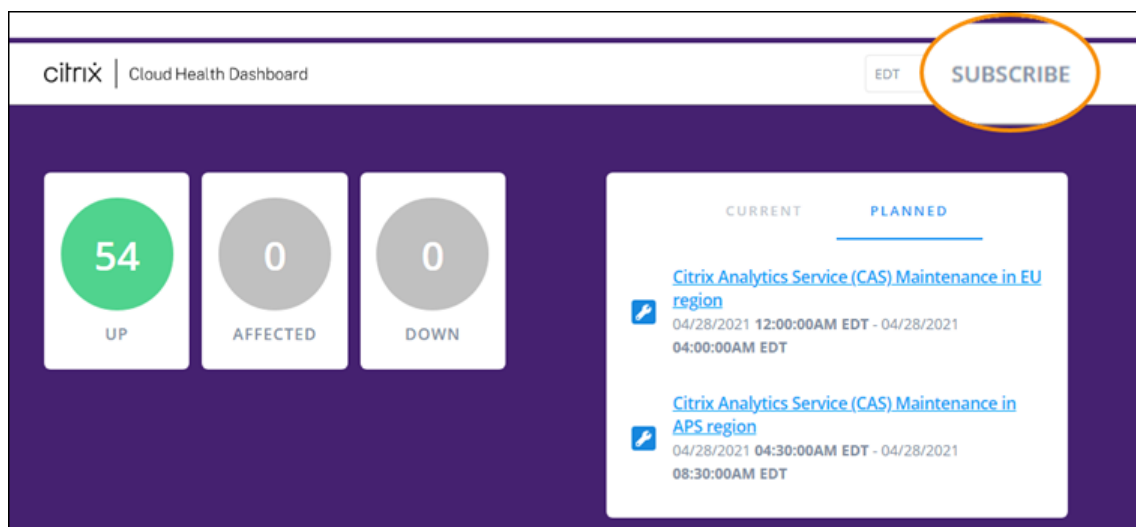 citrix | Cloud Health Dashboard
EDT
SUBSCRIBE
54
UP
0
AFFECTED
0
DOWN
CURRENT
PLANNED
Citrix Analytics Service (CAS) Maintenance in EU
region
04/28/2021 12:00:00AM EDT - 04/28/2021
04:00:00AM EDT
Citrix Analytics Service (CAS) Maintenance in
APS region
04/28/2021 04:30:00AM EDT - 04/28/2021
08:30:00AM EDT